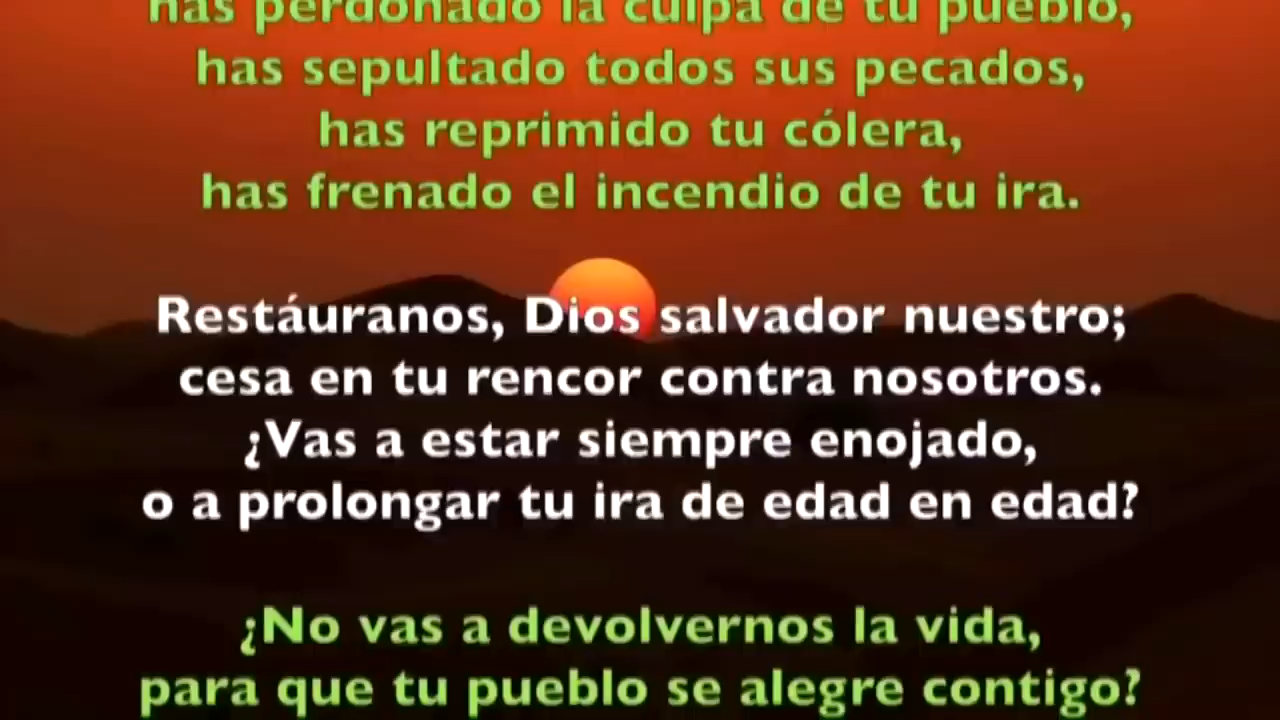 has perdonado la culpa de tu pueblo,
has sepultado todos sus pecados,
has reprimido tu cólera,
has frenado el incendio de tu ira.
Restáuranos, Dios salvador nuestro;
cesa en tu rencor contra nosotros.
¿Vas a estar siempre enojado,
o a prolongar tu ira de edad en edad?
¿No vas a devolvernos la vida,
para que tu pueblo se alegre contigo?